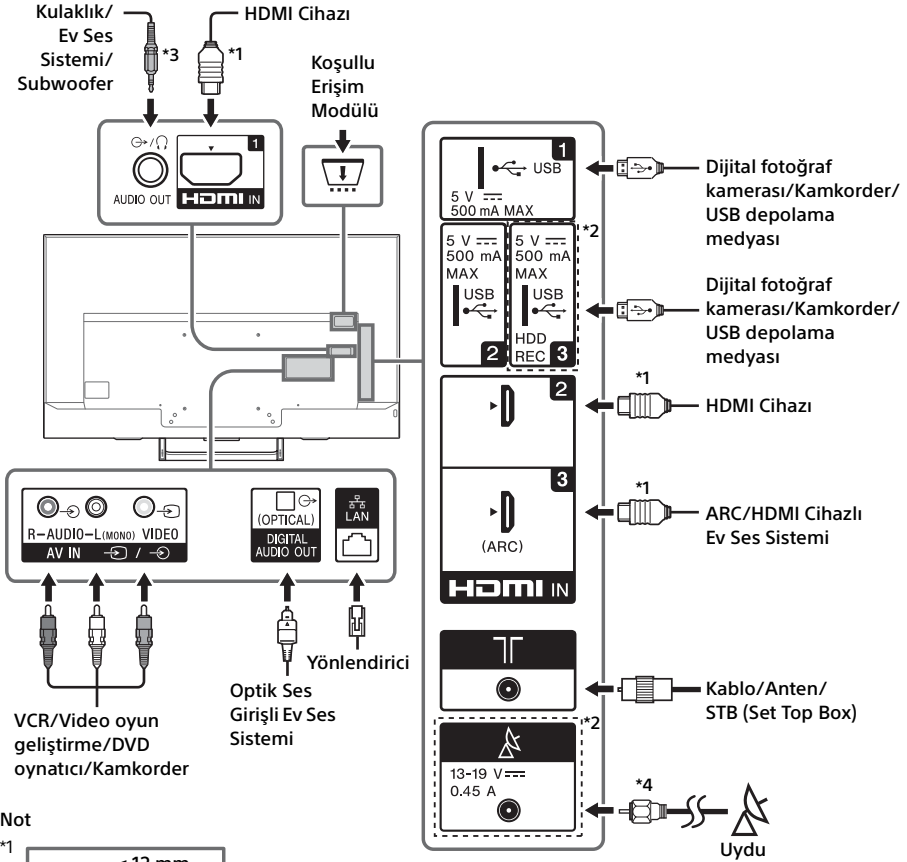 Kulaklık/
Ev Ses
Sistemi/
Subwoofer
*3
HDMI Cihazı
*1
Koşullu
Erişim
Modülü
AUDIO OUT
1
HDMI IN
1
USB
5 V
500 mA MAX
Dijital fotoğraf
kamerası/Kamkorder/
USB depolama
medyası
5 V
500 mA
MAX
USB
2
5 V
500 mA
MAX
USB
HDD
REC 3
*2
Dijital fotoğraf
kamerası/Kamkorder/
USB depolama
medyası
2
*1
HDMI Cihazı
3
(ARC)
*1
ARC/HDMI Cihazlı
Ev Ses Sistemi
HDMI IN
R-AUDIO-L(MONO) VIDEO
AV IN /
(OPTICAL)
DIGITAL
AUDIO OUT
LAN
VCR/Video oyun
geliştirme/DVD
oynatıcı/Kamkorder
Optik Ses
Girişli Ev Ses
Sistemi
Yönlendirici
Kablo/Anten/
STB (Set Top Box)
*2
13-19 V
0.45 A
*4
Uydu
Not
*1
12 mm